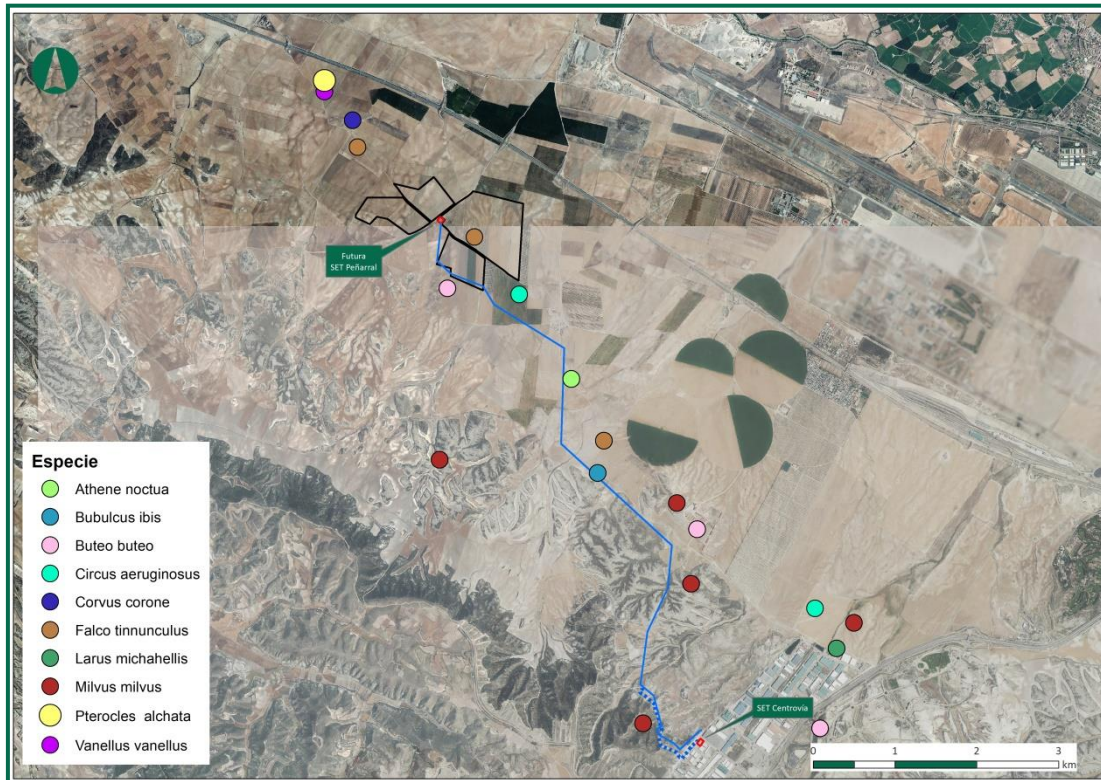 Futura
SET Peñarral
Especie
Athene noctua
Bubulcus ibis
Buteo buteo
Circus aeruginosus
Corvus corone
Falco tinnunculus
Larus michahellis
Milvus milvus
Pterocles alchata
Vanellus vanellus
SET Centrovía
0 1 2 3
km